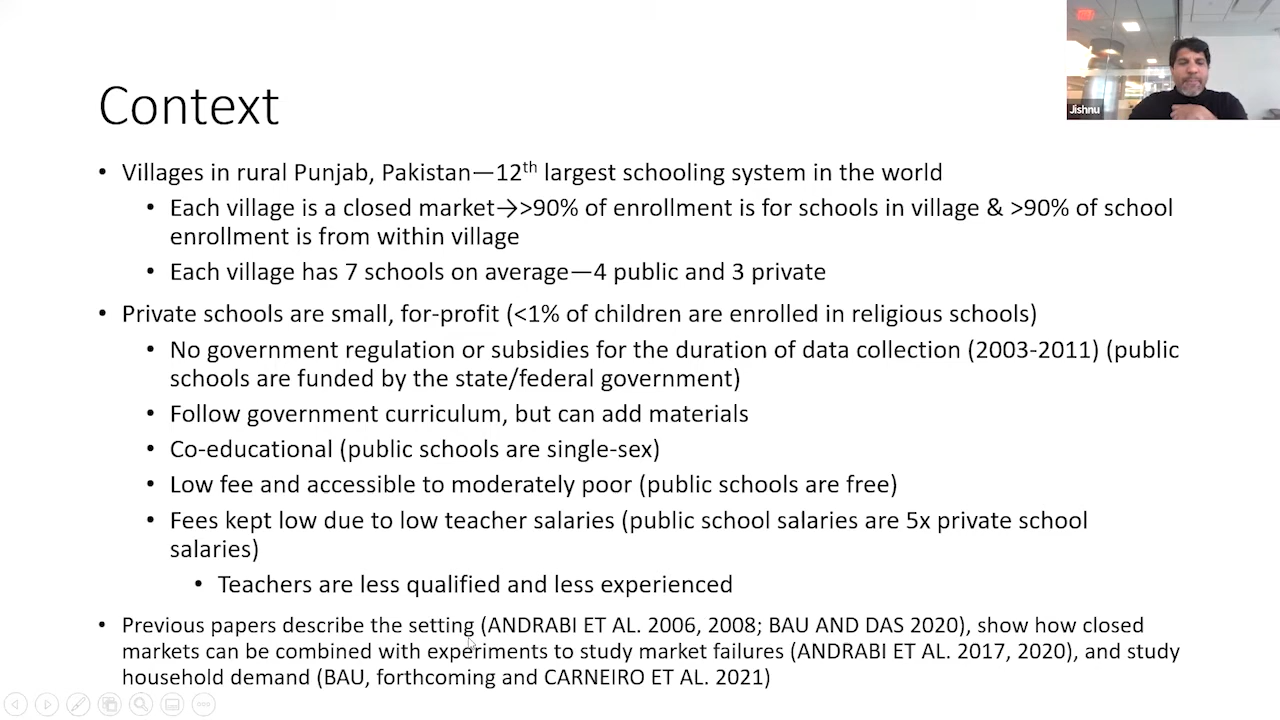 Jishnu
Context
• Villages in rural Punjab, Pakistan—12th largest schooling system in the world
• Each village is a closed market→>90% of enrollment is for schools in village & >90% of school
enrollment is from within village
• Each village has 7 schools on average—4 public and 3 private
• Private schools are small, for-profit (<1% of children are enrolled in religious schools)
• No government regulation or subsidies for the duration of data collection (2003-2011) (public
schools are funded by the state/federal government)
• Follow government curriculum, but can add materials
• Co-educational (public schools are single-sex)
• Low fee and accessible to moderately poor (public schools are free)
• Fees kept low due to low teacher salaries (public school salaries are 5x private school
salaries)
• Teachers are less qualified and less experienced
• Previous papers describe the setting (ANDRABI ET AL. 2006, 2008; BAU AND DAS 2020), show how closed
markets can be combined with experiments to study market failures (ANDRABI ET AL. 2017, 2020), and study
household demand (BAU, forthcoming and CARNEIRO ET AL. 2021)